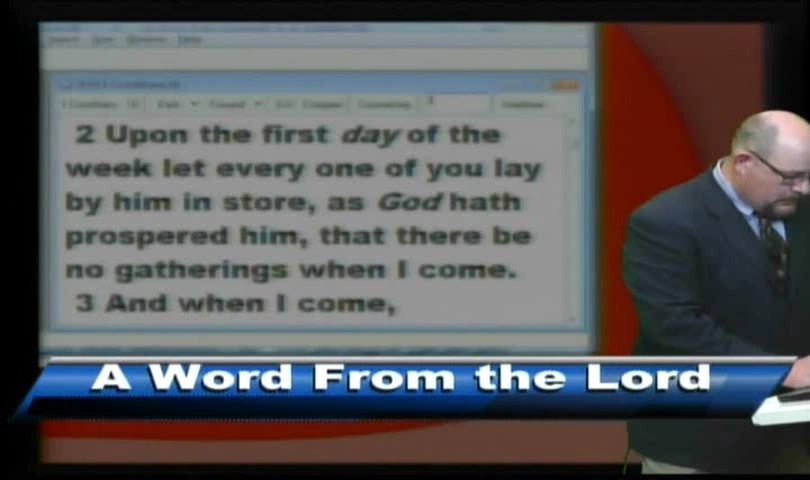 2 Upon the first day of the
week let every one of you lay
by him in store, as God hath
prospered him, that there be
no gatherings when I come.
3 And when I come,
A Word From the Lord